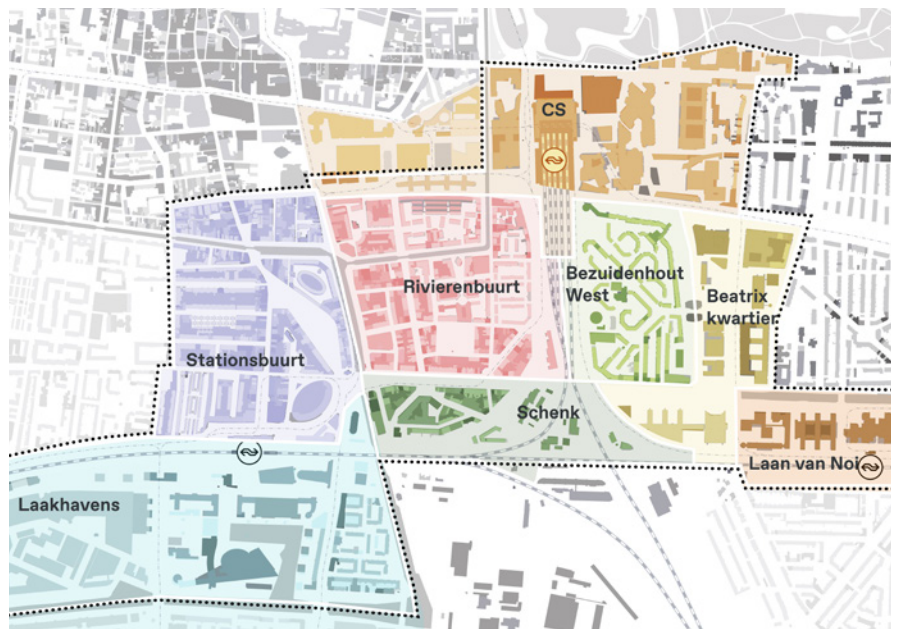 CS
Bezuidenhout
West
Rivierenbuurt
Beatrix
kwartier
Stationsbuurt
Schenk
Laan van Noi
Laakhavens